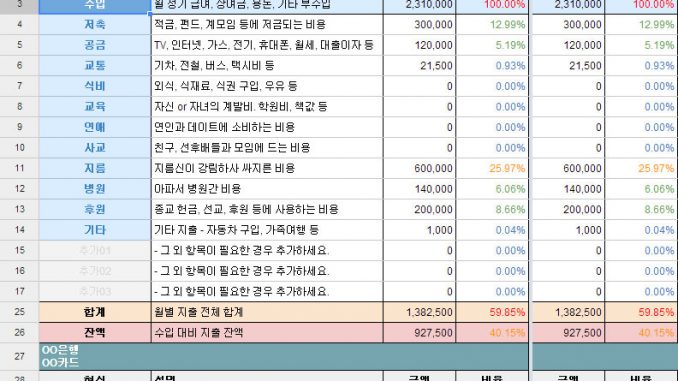 3 수입 월 정기 급여, 상여금, 용돈, 기타 부수입 2,310,000 100.00% 2,310,000 100.00%
4 저축 적금, 펀드, 계모임 등에 저금되는 비용 300,000 12.99% 300,000 12.99%
5 공금 TV, 인터넷, 가스, 전기, 휴대폰, 월세, 대출이자 등 120,000 5.19% 120,000 5.19%
6 교통 기차, 전철, 버스, 택시비 등 21,500 0.93% 21,500 0.93%
7 식비 외식, 식재료, 식권 구입, 우유 등 0 0.00% 0 0.00%
8 교육 자신 or 자녀의 계발비. 학원비, 책값 등 0 0.00% 0 0.00%
9 연애 연인과 데이트에 소비하는 비용 0 0.00% 0 0.00%
10 사교 친구, 선후배들과 모임에 드는 비용 0 0.00% 0 0.00%
11 지름 지름신이 강림하사 싸지른 비용 600,000 25.97% 600,000 25.97%
12 병원 아파서 병원간 비용 140,000 6.06% 140,000 6.06%
13 후원 종교 헌금, 선교, 후원 등에 사용하는 비용 200,000 8.66% 200,000 8.66%
14 기타 기타 지출 - 자동차 구입, 가족여행 등 1,000 0.04% 1,000 0.04%
15 추가01 - 그 외 항목이 필요한 경우 추가하세요. 0 0.00% 0 0.00%
16 추가02 - 그 외 항목이 필요한 경우 추가하세요. 0 0.00% 0 0.00%
17 추가03 - 그 외 항목이 필요한 경우 추가하세요. 0 0.00% 0 0.00%
25 합계 월별 지출 전체 합계 1,382,500 59.85% 1,382,500 59.85%
26 잔액 수입 대비 지출 잔액 927,500 40.15% 927,500 40.15%
27 OO은행
OO카드
28 형식 설명 금액 비율 금액 비율